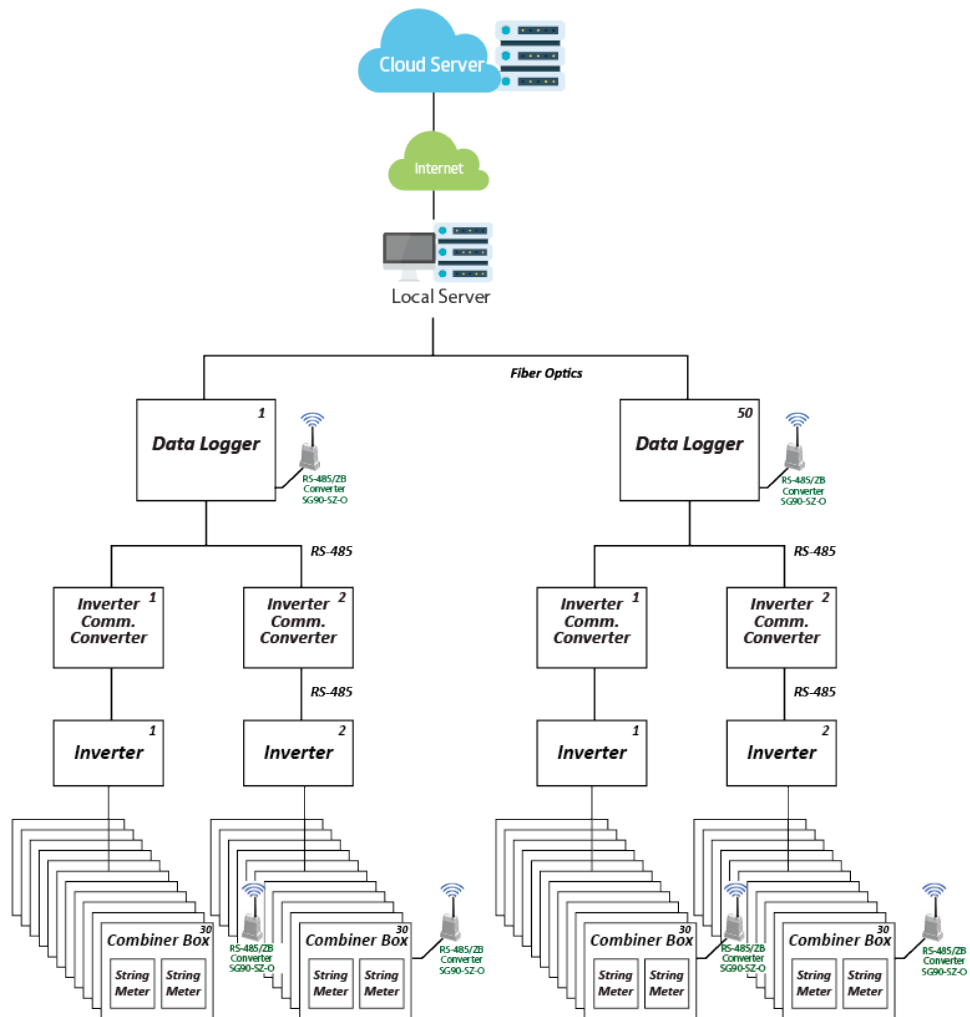 Cloud Server
Internet
Local Server
Fiber Optics
1
Data Logger
RS-485/ZB
Converter
SG90-SZ-O
50
Data Logger
RS-485/ZB
Converter
SG90-SZ-O
RS-485
RS-485
1
Inverter
Comm.
Converter
2
Inverter
Comm.
Converter
1
Inverter
Comm.
Converter
2
Inverter
Comm.
Converter
RS-485
RS-485
1
Inverter
2
Inverter
1
Inverter
2
Inverter
30
Combiner Box
String
Meter
String
Meter
RS-485/ZB
Converter
SG90-SZ-O
30
Combiner Box
String
Meter
String
Meter
RS-485/ZB
Converter
SG90-SZ-O
30
Combiner Box
String
Meter
String
Meter
RS-485/ZB
Converter
SG90-SZ-O
30
Combiner Box
String
Meter
String
Meter
RS-485/ZB
Converter
SG90-SZ-O